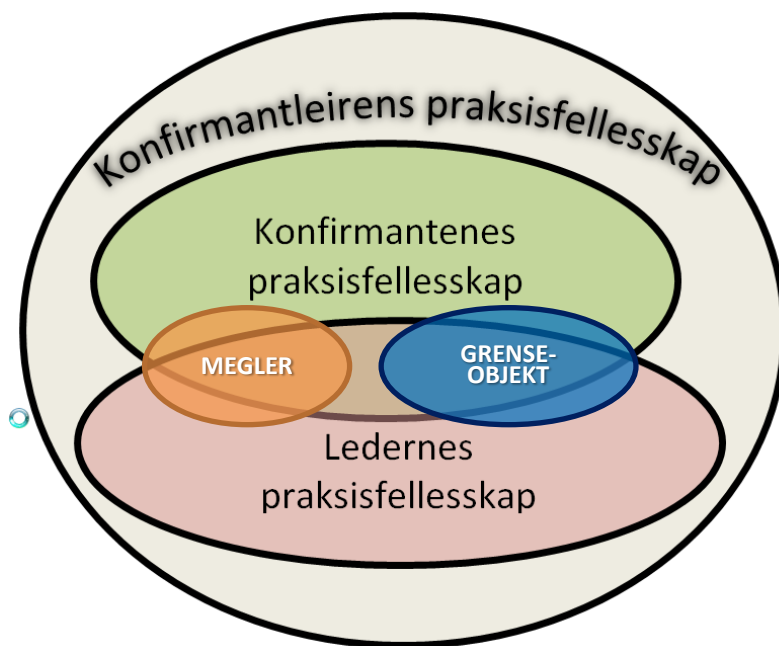 Konfirmantleirens praksisfellesskap
Konfirmantenes
praksisfellesskap
MEGLER
GRENSE-
OBJEKT
Ledernes
praksisfellesskap